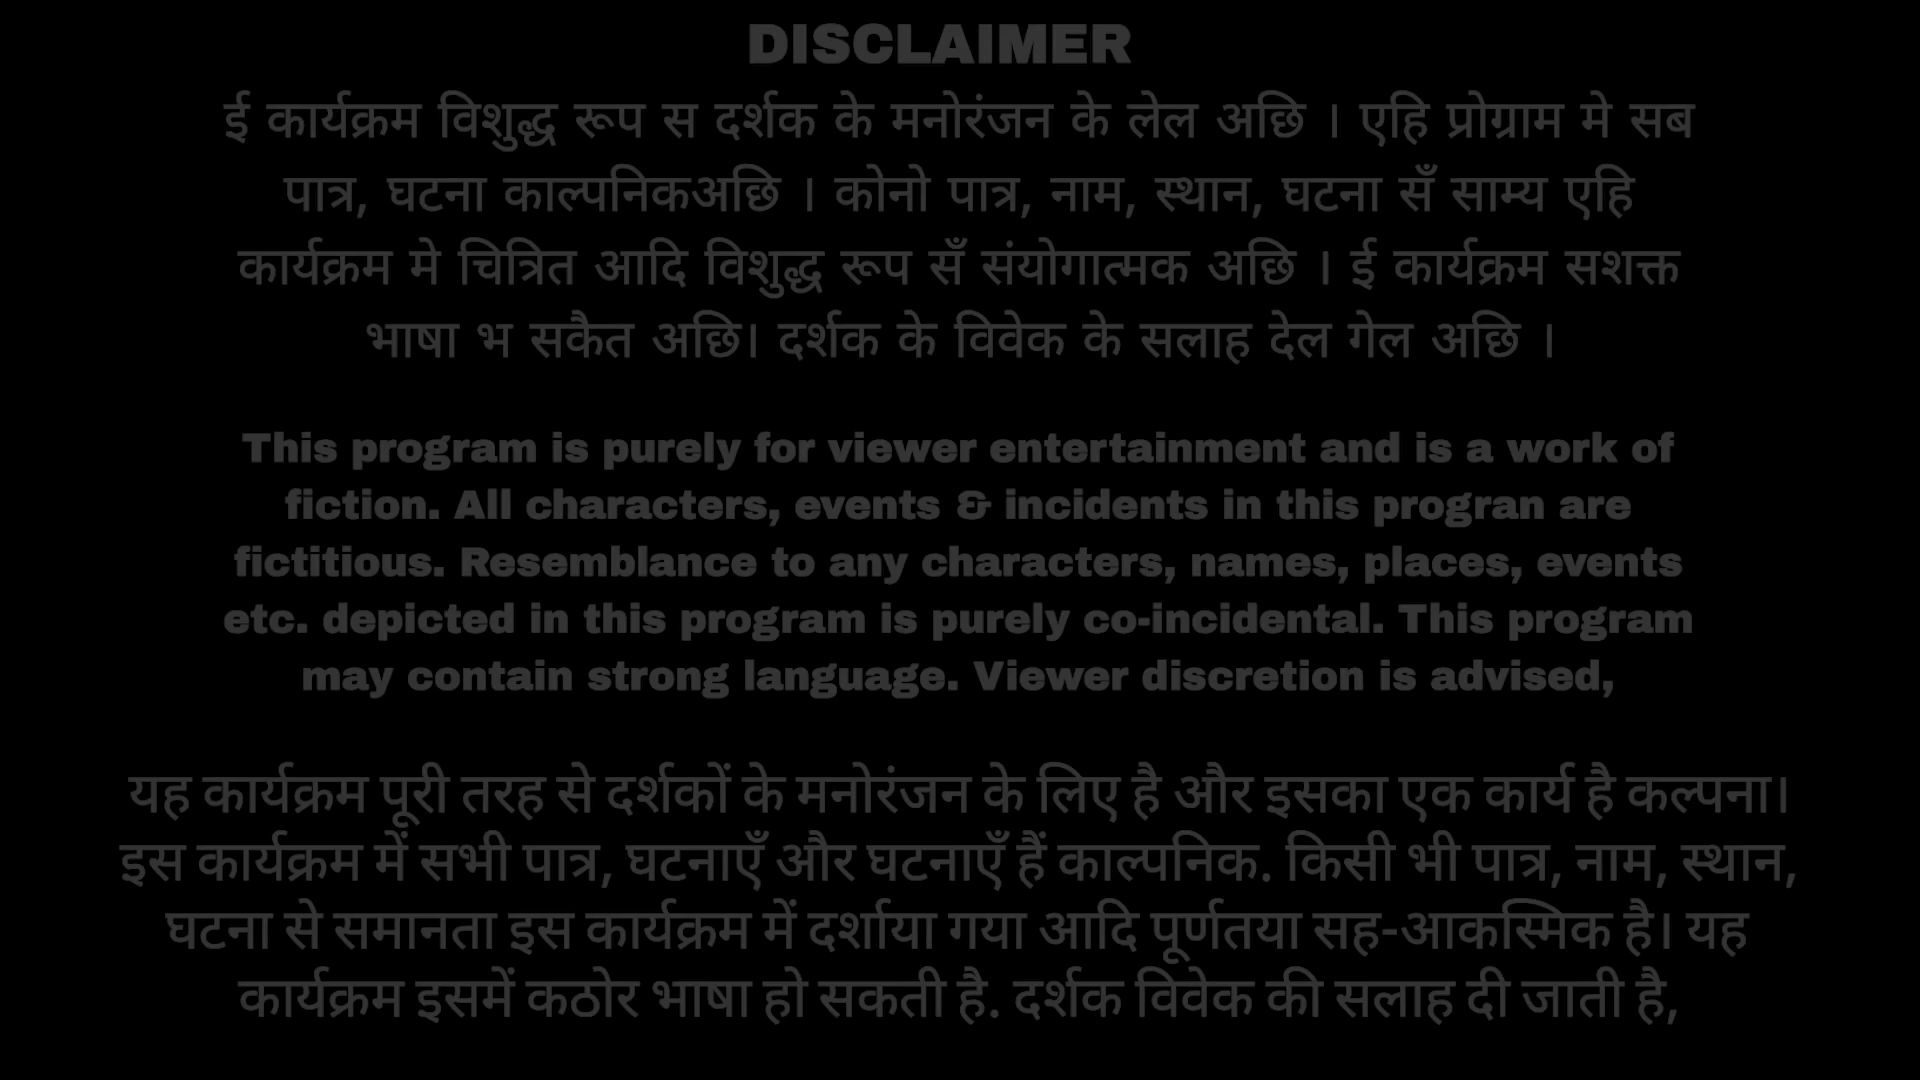 DISCLAIMER
ई कार्यक्रम विशुद्ध रूप स दर्शक के मनोरंजन के लेल अछि । एहि प्रोग्राम मे सब
पात्र, घटना काल्पनिकअछि । कोनो पात्र, नाम, स्थान, घटना सँ साम्य एहि
कार्यक्रम मे चित्रित आदि विशुद्ध रूप सँ संयोगात्मक अछि । ई कार्यक्रम सशक्त
भाषा भ सकैत अछि। दर्शक के विवेक के सलाह देल गेल अछि ।
This program is purely for viewer entertainment and is a work of
fiction. All characters, events & incidents in this progran are
fictitious. Resemblance to any characters, names, places, events
etc. depicted in this program is purely co-incidental. This program
may contain strong language. Viewer discretion is advised,
यह कार्यक्रम पूरी तरह से दर्शकों के मनोरंजन के लिए है और इसका एक कार्य है कल्पना।
इस कार्यक्रम में सभी पात्र, घटनाएँ और घटनाएँ हैं काल्पनिक. किसी भी पात्र, नाम, स्थान,
घटना से समानता इस कार्यक्रम में दर्शाया गया आदि पूर्णतया सह-आकस्मिक है। यह
कार्यक्रम इसमें कठोर भाषा हो सकती है. दर्शक विवेक की सलाह दी जाती है,